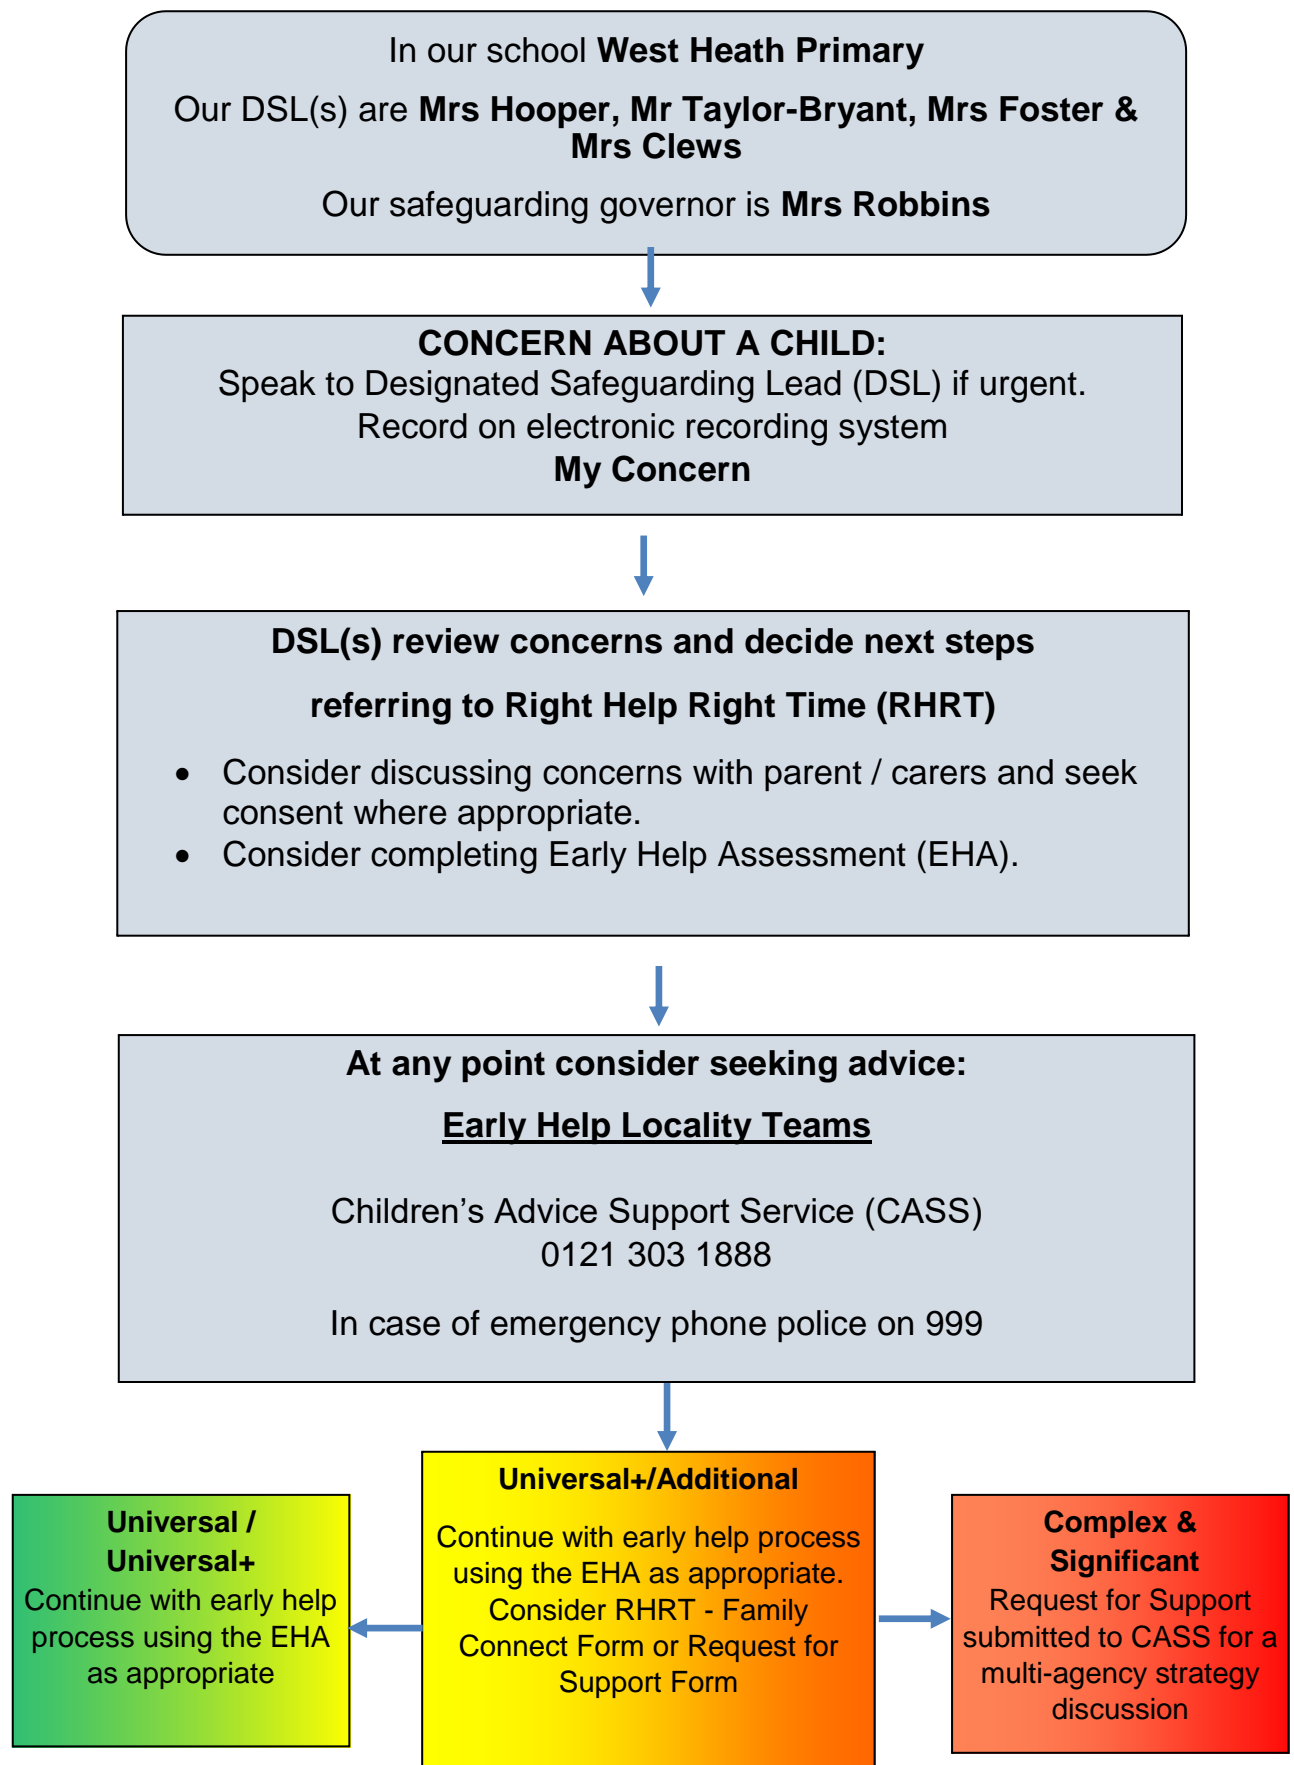 In our school West Heath Primary
Our DSL(s) are Mrs Hooper, Mr Taylor-Bryant, Mrs Foster &
Mrs Clews
Our safeguarding governor is Mrs Robbins
CONCERN ABOUT A CHILD:
Speak to Designated Safeguarding Lead (DSL) if urgent.
Record on electronic recording system
My Concern
DSL(s) review concerns and decide next steps
referring to Right Help Right Time (RHRT)
• Consider discussing concerns with parent / carers and seek
consent where appropriate.
• Consider completing Early Help Assessment (EHA).
At any point consider seeking advice:
Early Help Locality Teams
Children’s Advice Support Service (CASS)
0121 303 1888
In case of emergency phone police on 999
Universal /
Universal+
Continue with early help
process using the EHA
as appropriate
Universal+/Additional
Continue with early help process
using the EHA as appropriate.
Consider RHRT - Family
Connect Form or Request for
Support Form
Complex &
Significant
Request for Support
submitted to CASS for a
multi-agency strategy
discussion